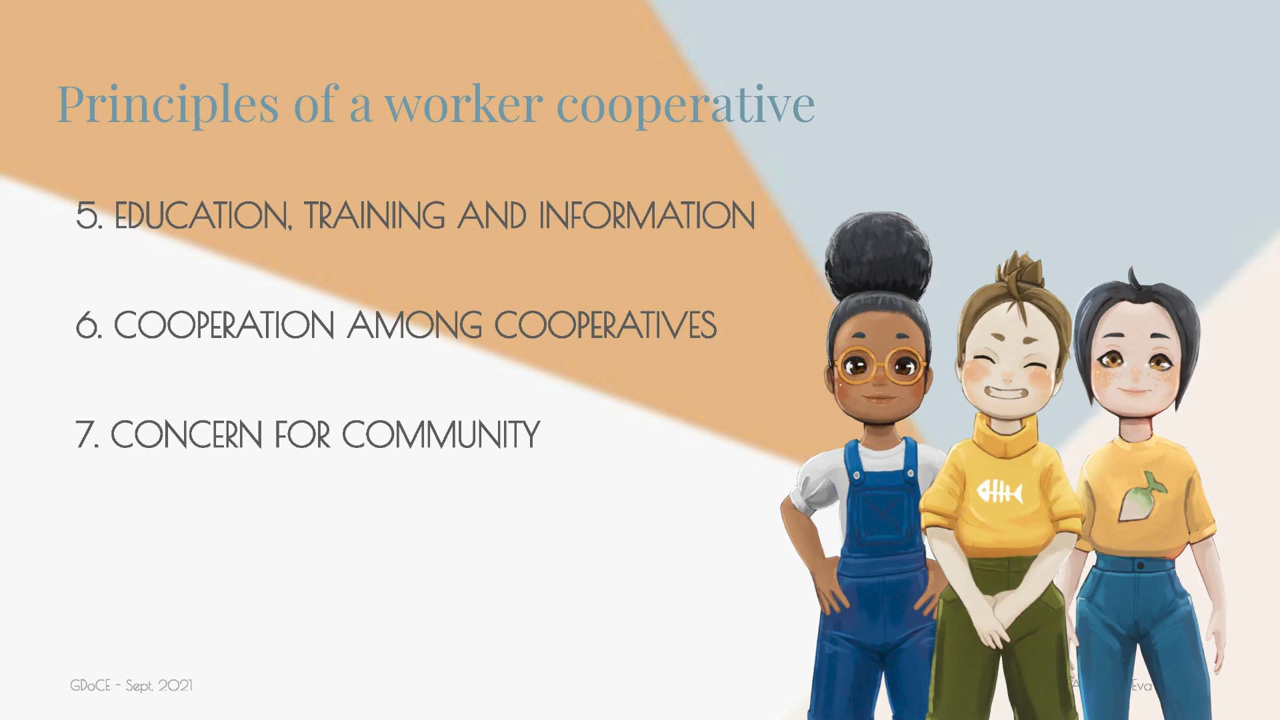 Principles of a worker cooperative
5. EDUCATION, TRAINING AND INFORMATION
6. COOPERATION AMONG COOPERATIVES
7. CONCERN FOR COMMUNITY
GDoCE - Sept. 2021
Eva